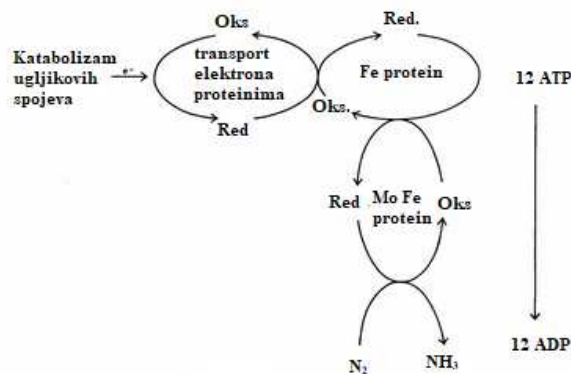 Oks
Red.
Katabolizam
ugljikovih
spojeva
e⁻
transport
elektrona
proteinima
Fe protein
12 ATP
Oks.
Red
Red
Mo Fe
protein
Oks
N₂
NH₃
12 ADP